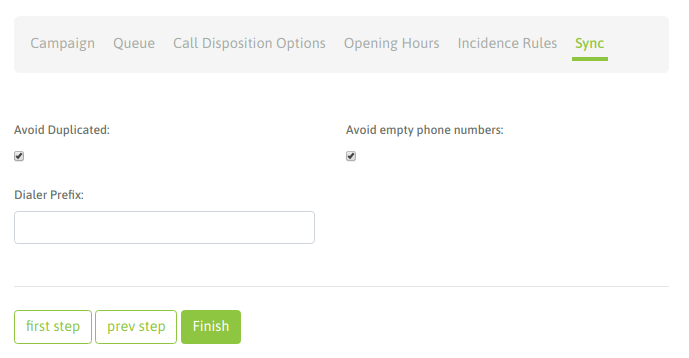 Campaign Queue Call Disposition Options Opening Hours Incidence Rules Sync
Avoid Duplicated: Avoid empty phone numbers:
Dialer Prefix:
first step prev step Finish